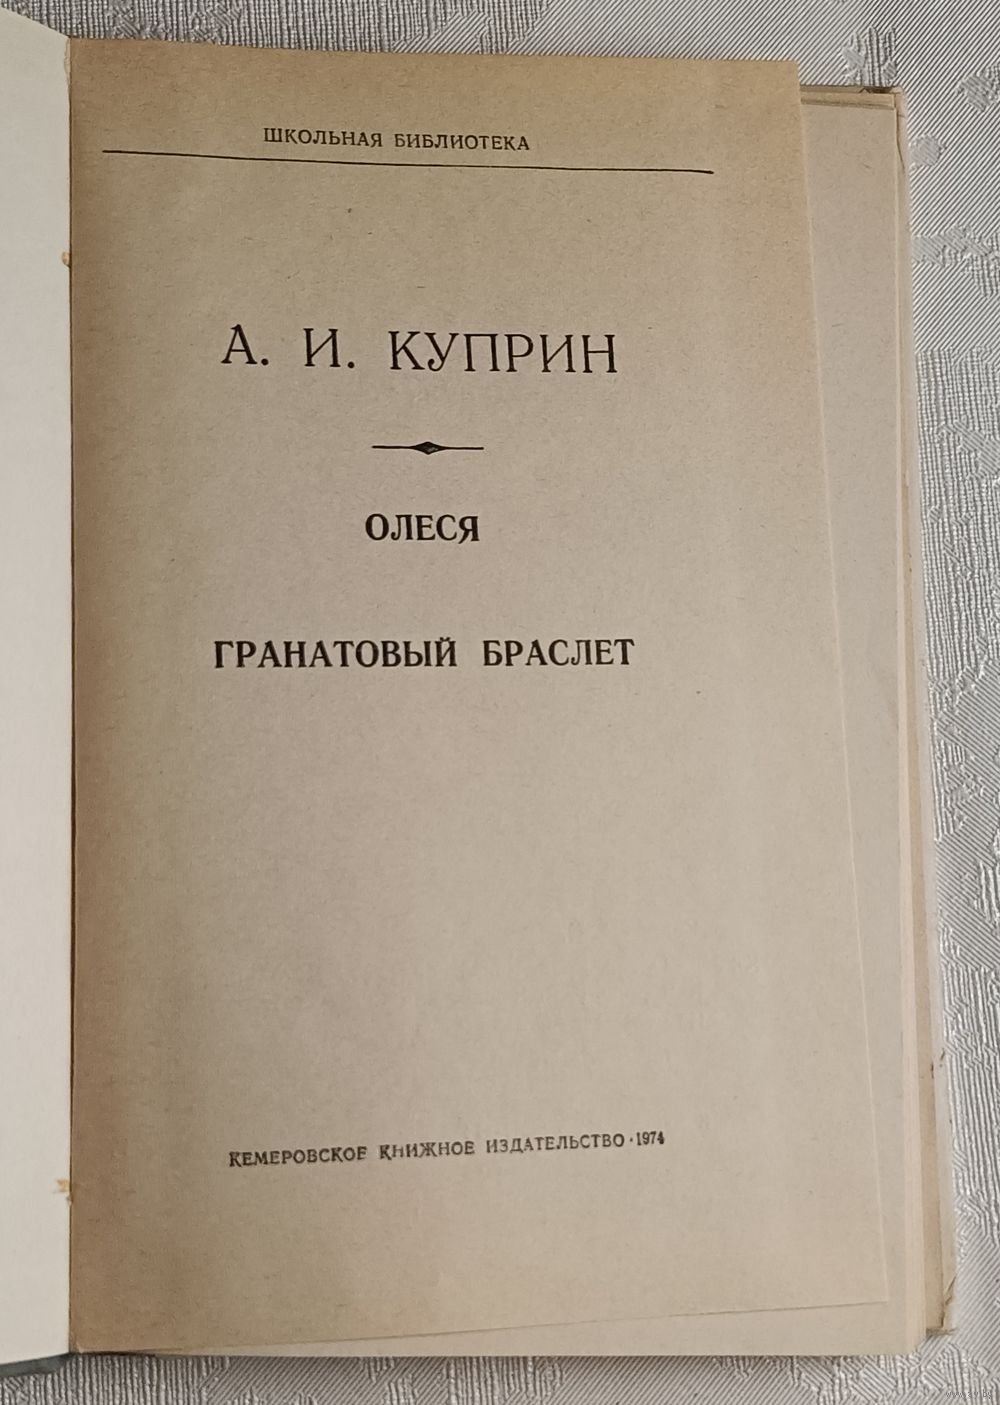 ШКОЛЬНАЯ БИБЛИОТЕКА
А. И. КУПРИН
ОЛЕСЯ
ГРАНАТОВЫЙ БРАСЛЕТ
КЕМЕРОВСКОЕ КНИЖНОЕ ИЗДАТЕЛЬСТВО · 1974